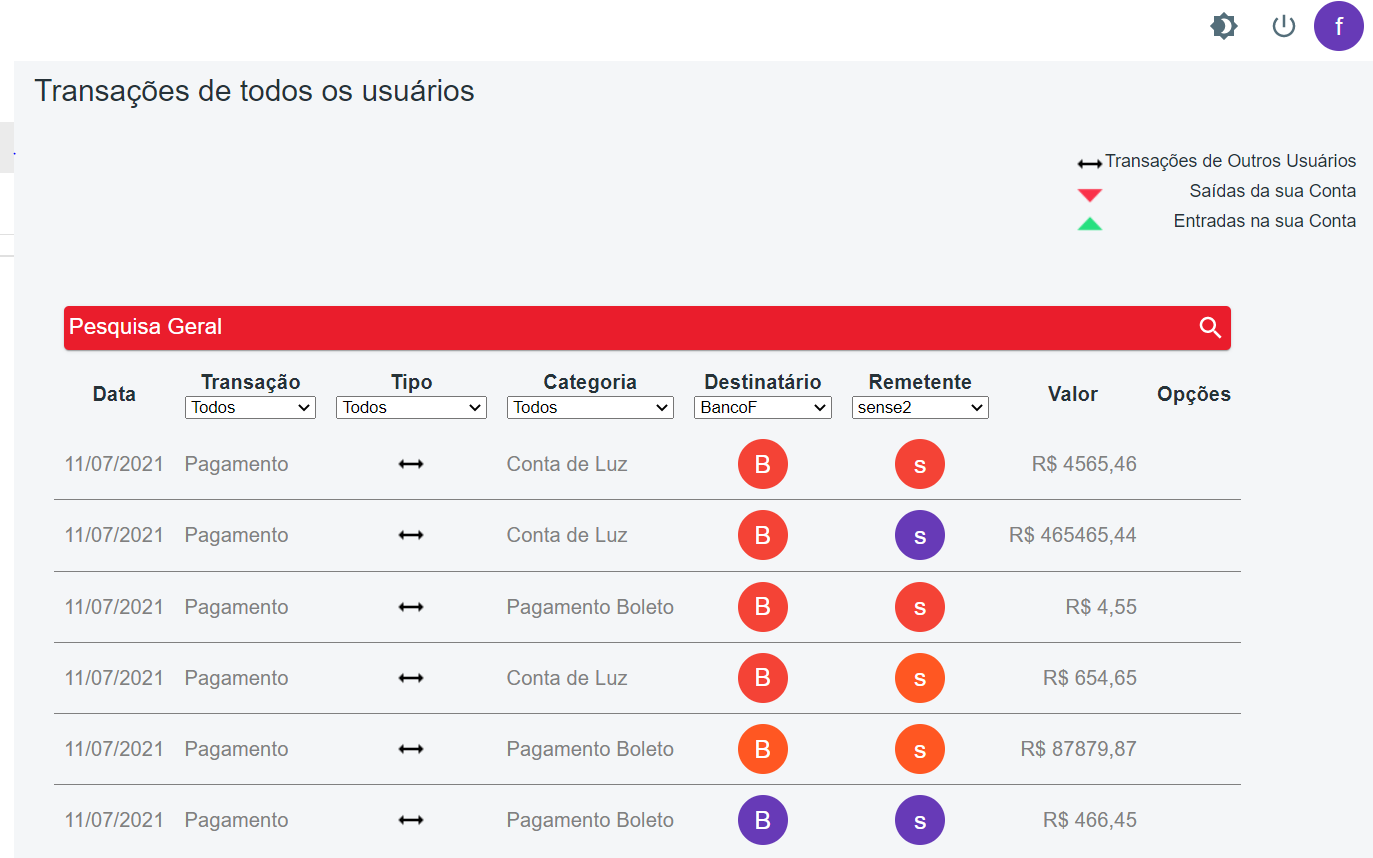 f
Transações de todos os usuários
Transações de Outros Usuários
Saídas da sua Conta
Entradas na sua Conta
Pesquisa Geral
Data Transação Tipo Categoria Destinatário Remetente Valor Opções
Todos Todos Todos BancoF sense2
11/07/2021 Pagamento Conta de Luz B s R$ 4565,46
11/07/2021 Pagamento Conta de Luz B s R$ 465465,44
11/07/2021 Pagamento Pagamento Boleto B s R$ 4,55
11/07/2021 Pagamento Conta de Luz B s R$ 654,65
11/07/2021 Pagamento Pagamento Boleto B s R$ 87879,87
11/07/2021 Pagamento Pagamento Boleto B s R$ 466,45